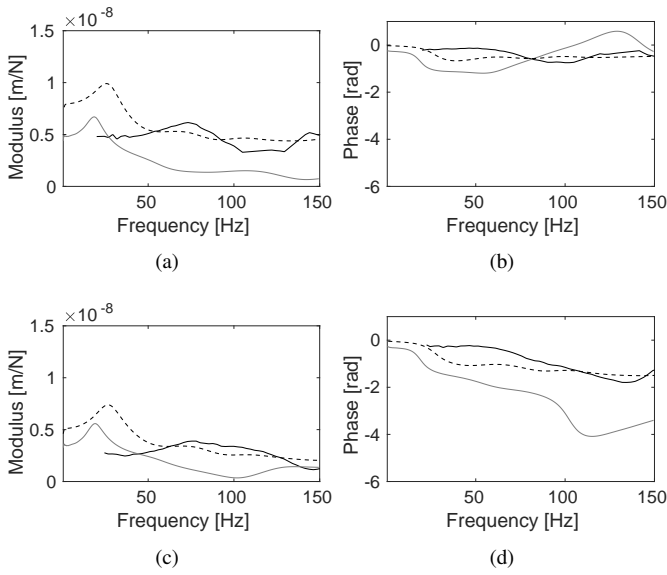 ×10⁻⁸
1.5
1
0.5
0
Modulus [m/N]
50 100 150
Frequency [Hz]
(a)
0
-2
-4
-6
Phase [rad]
50 100 150
Frequency [Hz]
(b)
×10⁻⁸
1.5
1
0.5
0
Modulus [m/N]
50 100 150
Frequency [Hz]
(c)
0
-2
-4
-6
Phase [rad]
50 100 150
Frequency [Hz]
(d)